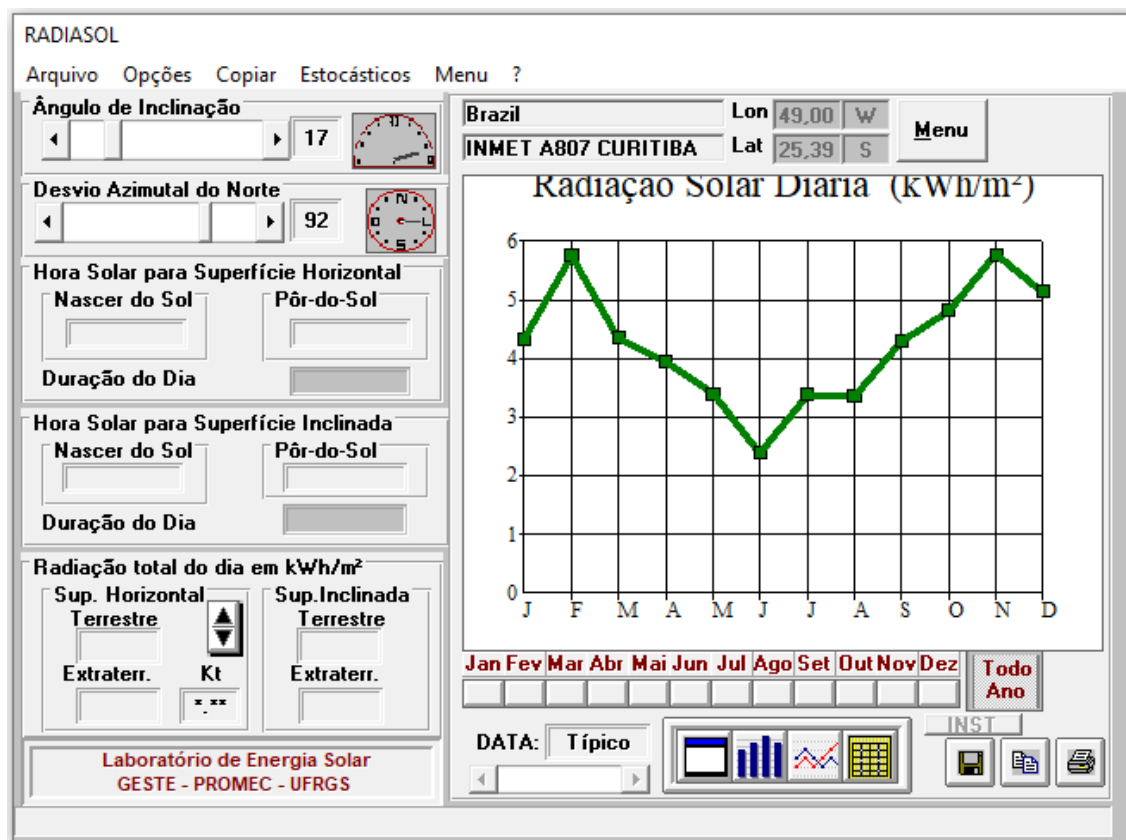 RADIASOL
Arquivo Opções Copiar Estocásticos Menu ?
Ângulo de Inclinação
17
Desvio Azimutal do Norte
92
N
O L
S
Hora Solar para Superfície Horizontal
Nascer do Sol Pôr-do-Sol
Duração do Dia
Hora Solar para Superfície Inclinada
Nascer do Sol Pôr-do-Sol
Duração do Dia
Radiação total do dia em kWh/m²
Sup. Horizontal Sup.Inclinada
Terrestre Terrestre
Extraterr. Kt Extraterr.
*.**
Laboratório de Energia Solar
GESTE - PROMEC - UFRGS
Brazil Lon 49,00 W
INMET A807 CURITIBA Lat 25,39 S
Menu
Radiação Solar Diária (kWh/m²)
6
5
4
3
2
1
0
J F M A M J J A S O N D
Jan Fev Mar Abr Mai Jun Jul Ago Set Out Nov Dez
Todo
Ano
INST
DATA: Típico